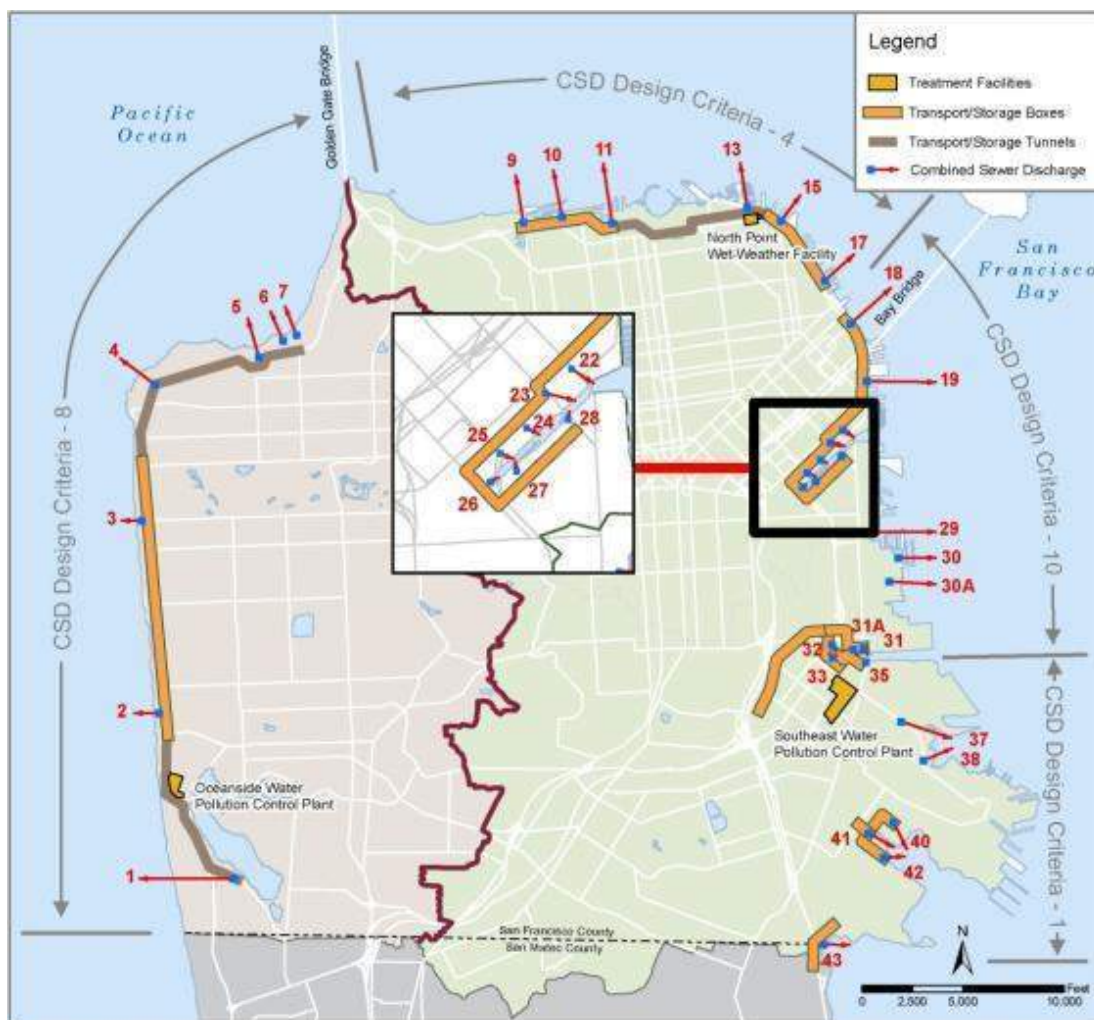 Legend
Treatment Facilities
Transport/Storage Boxes
Transport/Storage Tunnels
Combined Sewer Discharge
Pacific
Ocean
Golden Gate Bridge
CSD Design Criteria - 4
9
10
11
13
15
North Point
Wet-Weather Facility
17
18
Bay Bridge
San
Francisco
Bay
5
6
7
4
CSD Design Criteria - 8
CSD Design Criteria - 10
19
22
23
24
28
25
26
27
3
29
30
30A
31A
31
32
33
35
2
Southeast Water
Pollution Control Plant
37
38
Oceanside Water
Pollution Control Plant
CSD Design Criteria - 1
41
40
42
1
San Francisco County
San Mateo County
43
N
Feet
0
2,500
5,000
10,000